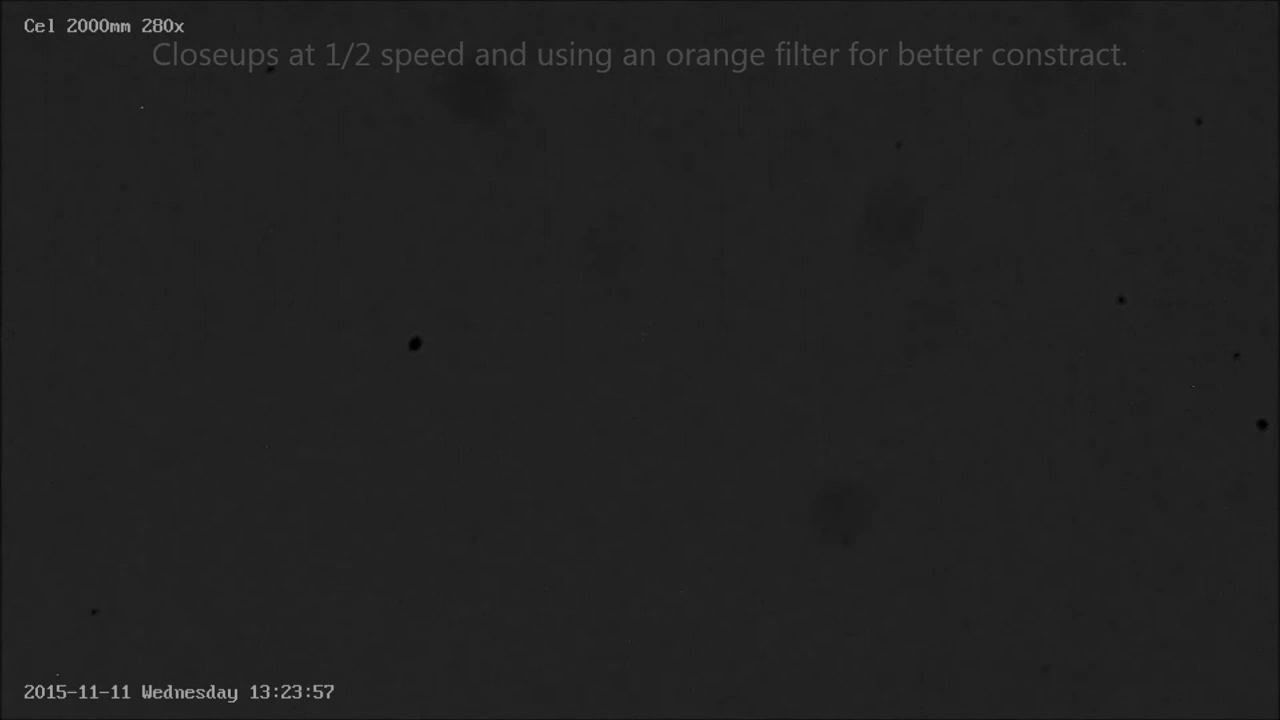 Cel 2000mm 280x
Closeups at 1/2 speed and using an orange filter for better constract.
2015-11-11 Wednesday 13:23:57